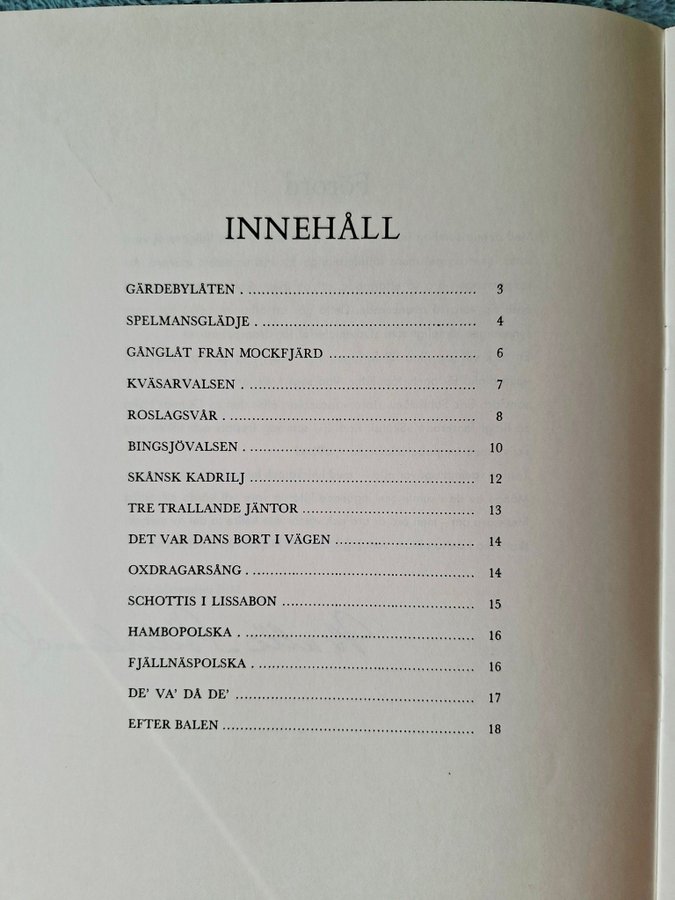 INNEHÅLL
GÄRDEBYLÅTEN . ................................................ 3
SPELMANSGLÄDJE . ............................................. 4
GÅNGLÅT FRÅN MOCKFJÄRD ............................... 6
KVÄSARVALSEN . ................................................ 7
ROSLAGSVÅR . .................................................... 8
BINGSJÖVALSEN . ................................................ 10
SKÅNSK KADRILJ ................................................ 12
TRE TRALLANDE JÄNTOR ..................................... 13
DET VAR DANS BORT I VÄGEN .............................. 14
OXDRAGARSÅNG . ................................................ 14
SCHOTTIS I LISSABON ......................................... 15
HAMBOPOLSKA . .................................................. 16
FJÄLLNÄSPOLSKA . ............................................... 16
DE' VA' DÅ DE' ................................................... 17
EFTER BALEN ...................................................... 18